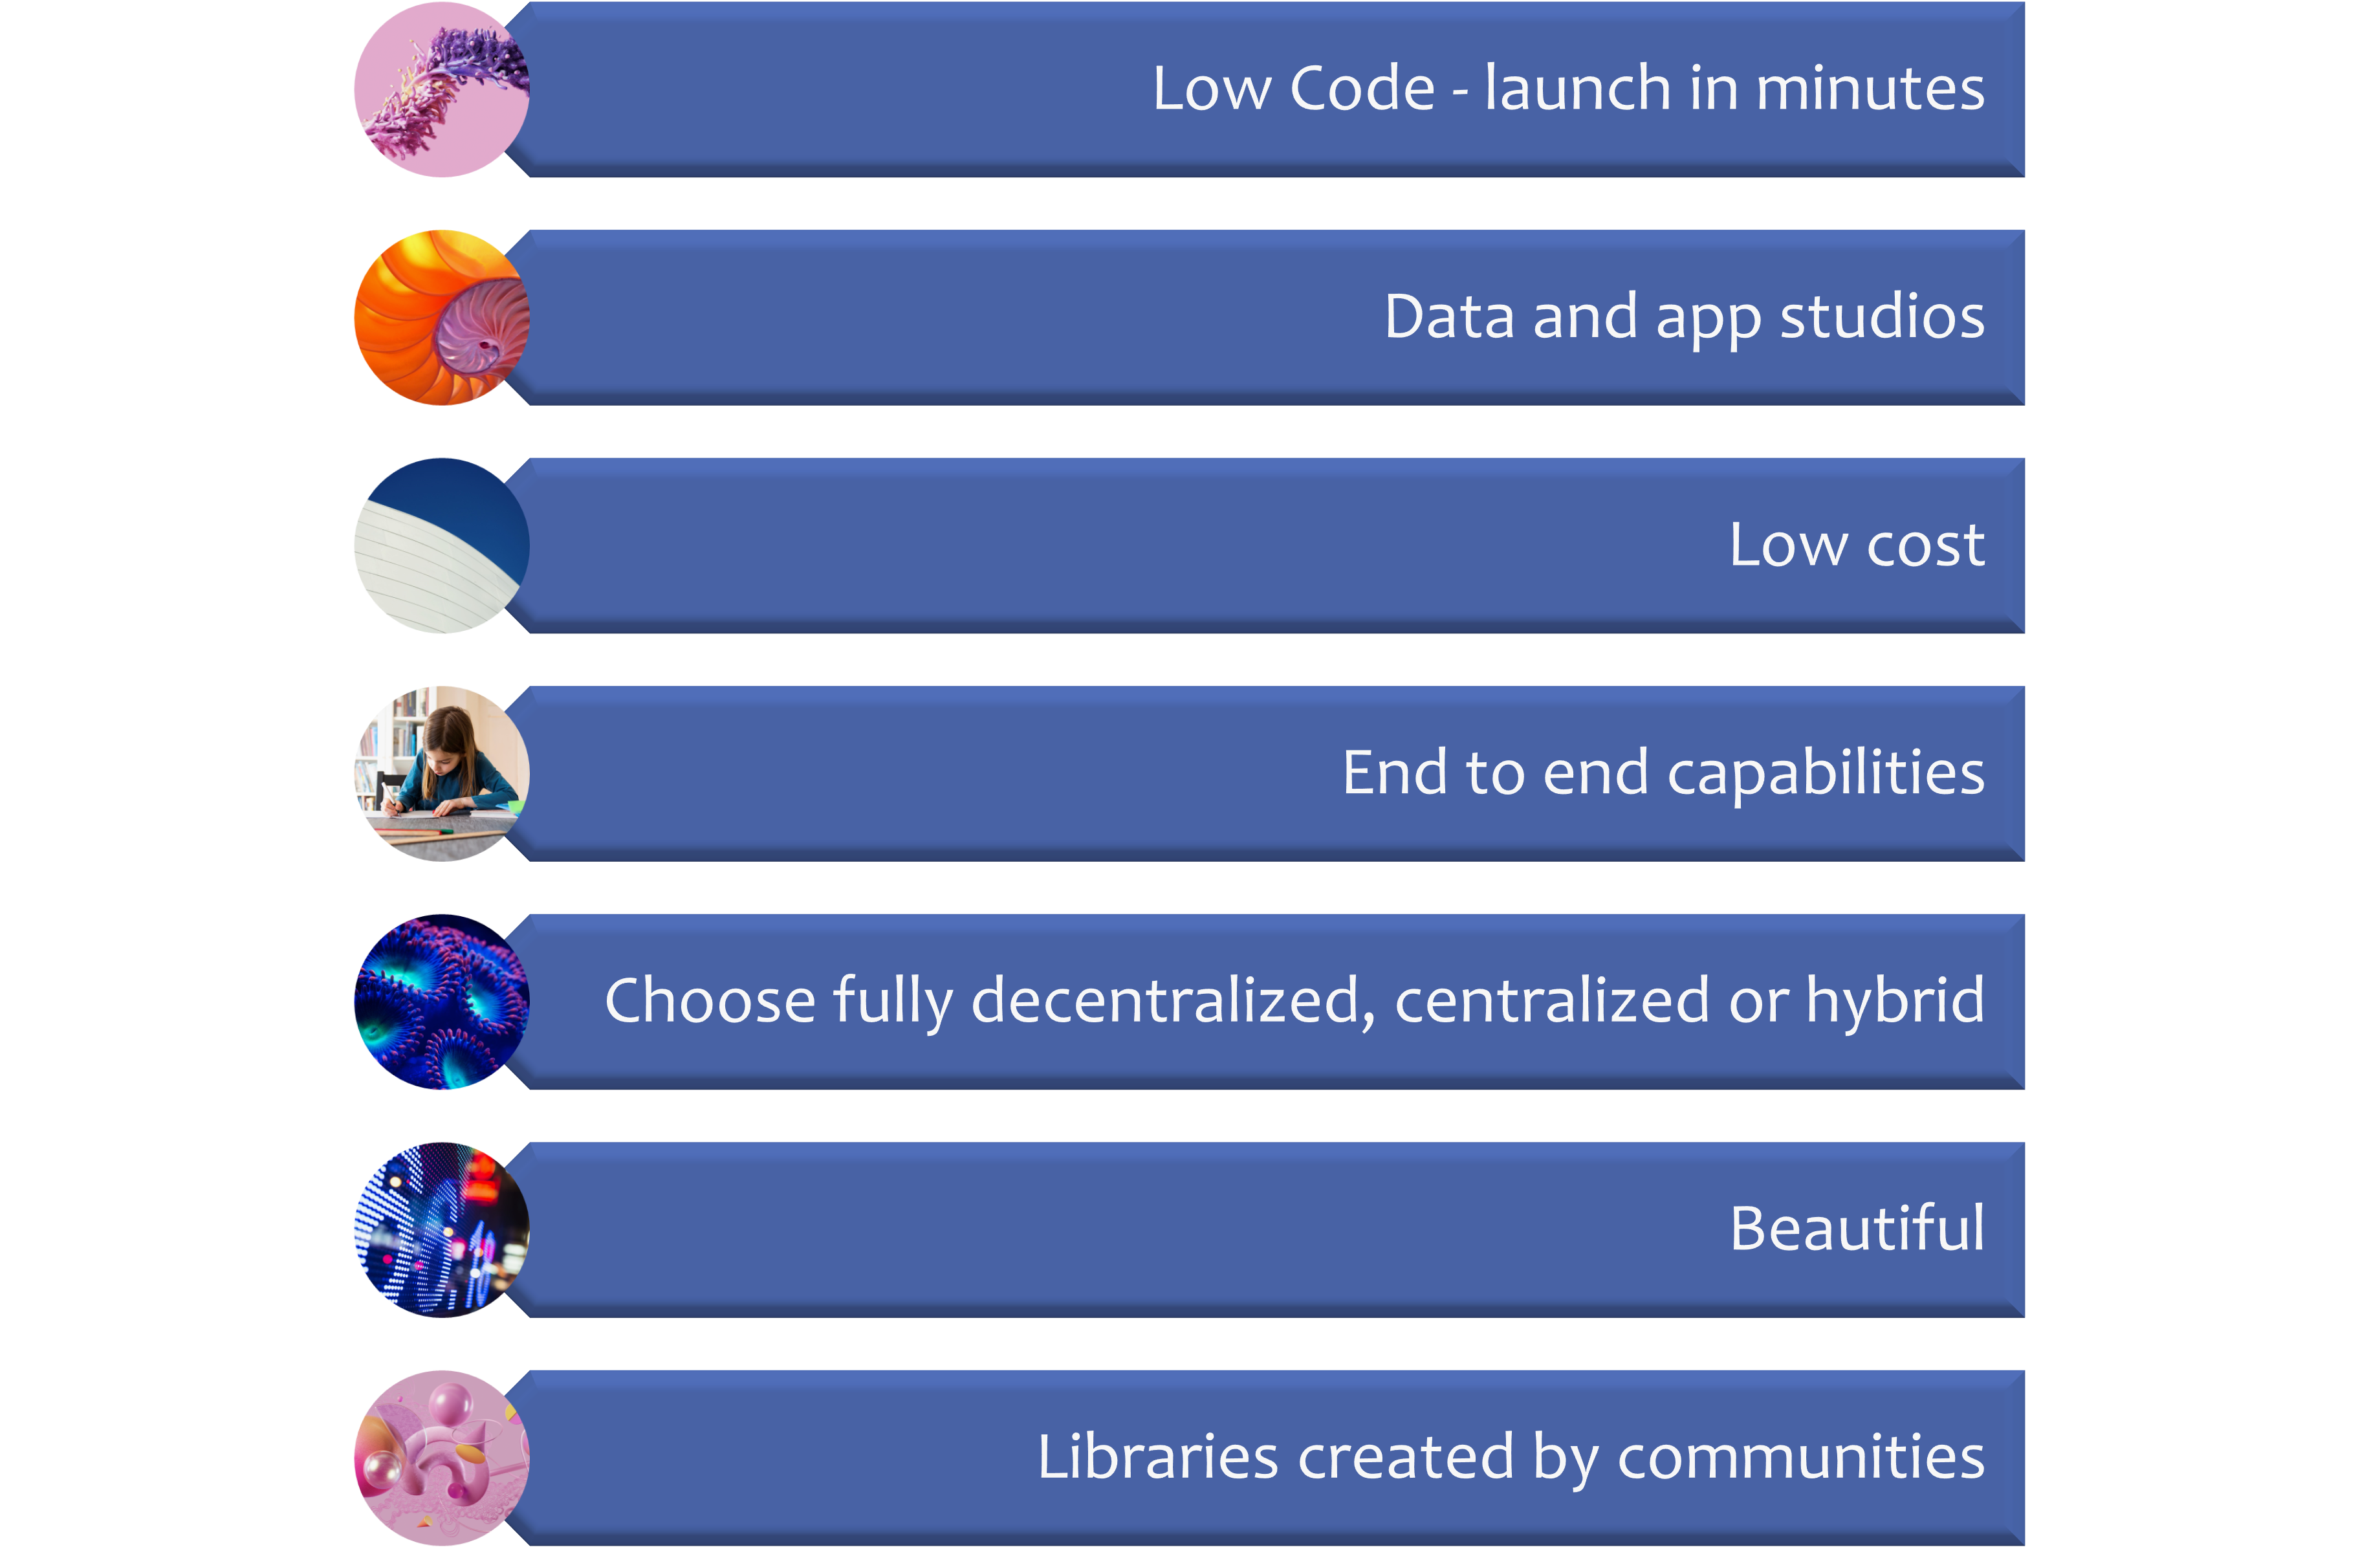 Low Code - launch in minutes
Data and app studios
Low cost
End to end capabilities
Choose fully decentralized, centralized or hybrid
Beautiful
Libraries created by communities